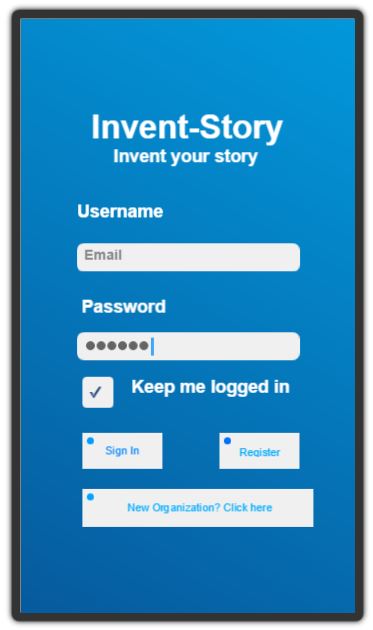 Invent-Story
Invent your story
Username
Email
Password
••••••
Keep me logged in
Sign In
Register
New Organization? Click here